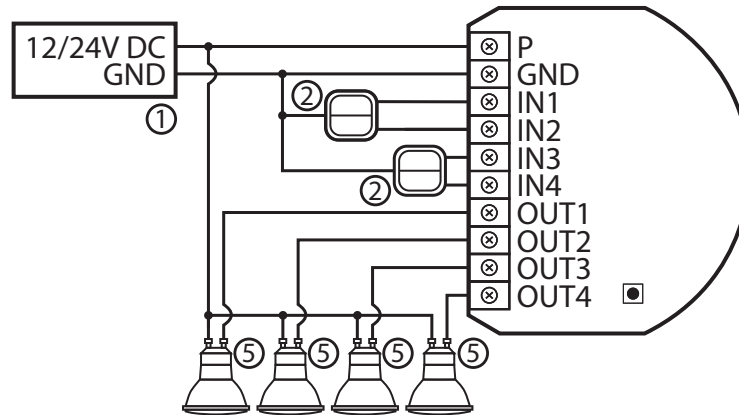 12/24V DC
GND
①
②
②
P
GND
IN1
IN2
IN3
IN4
OUT1
OUT2
OUT3
OUT4
⑤ ⑤ ⑤ ⑤